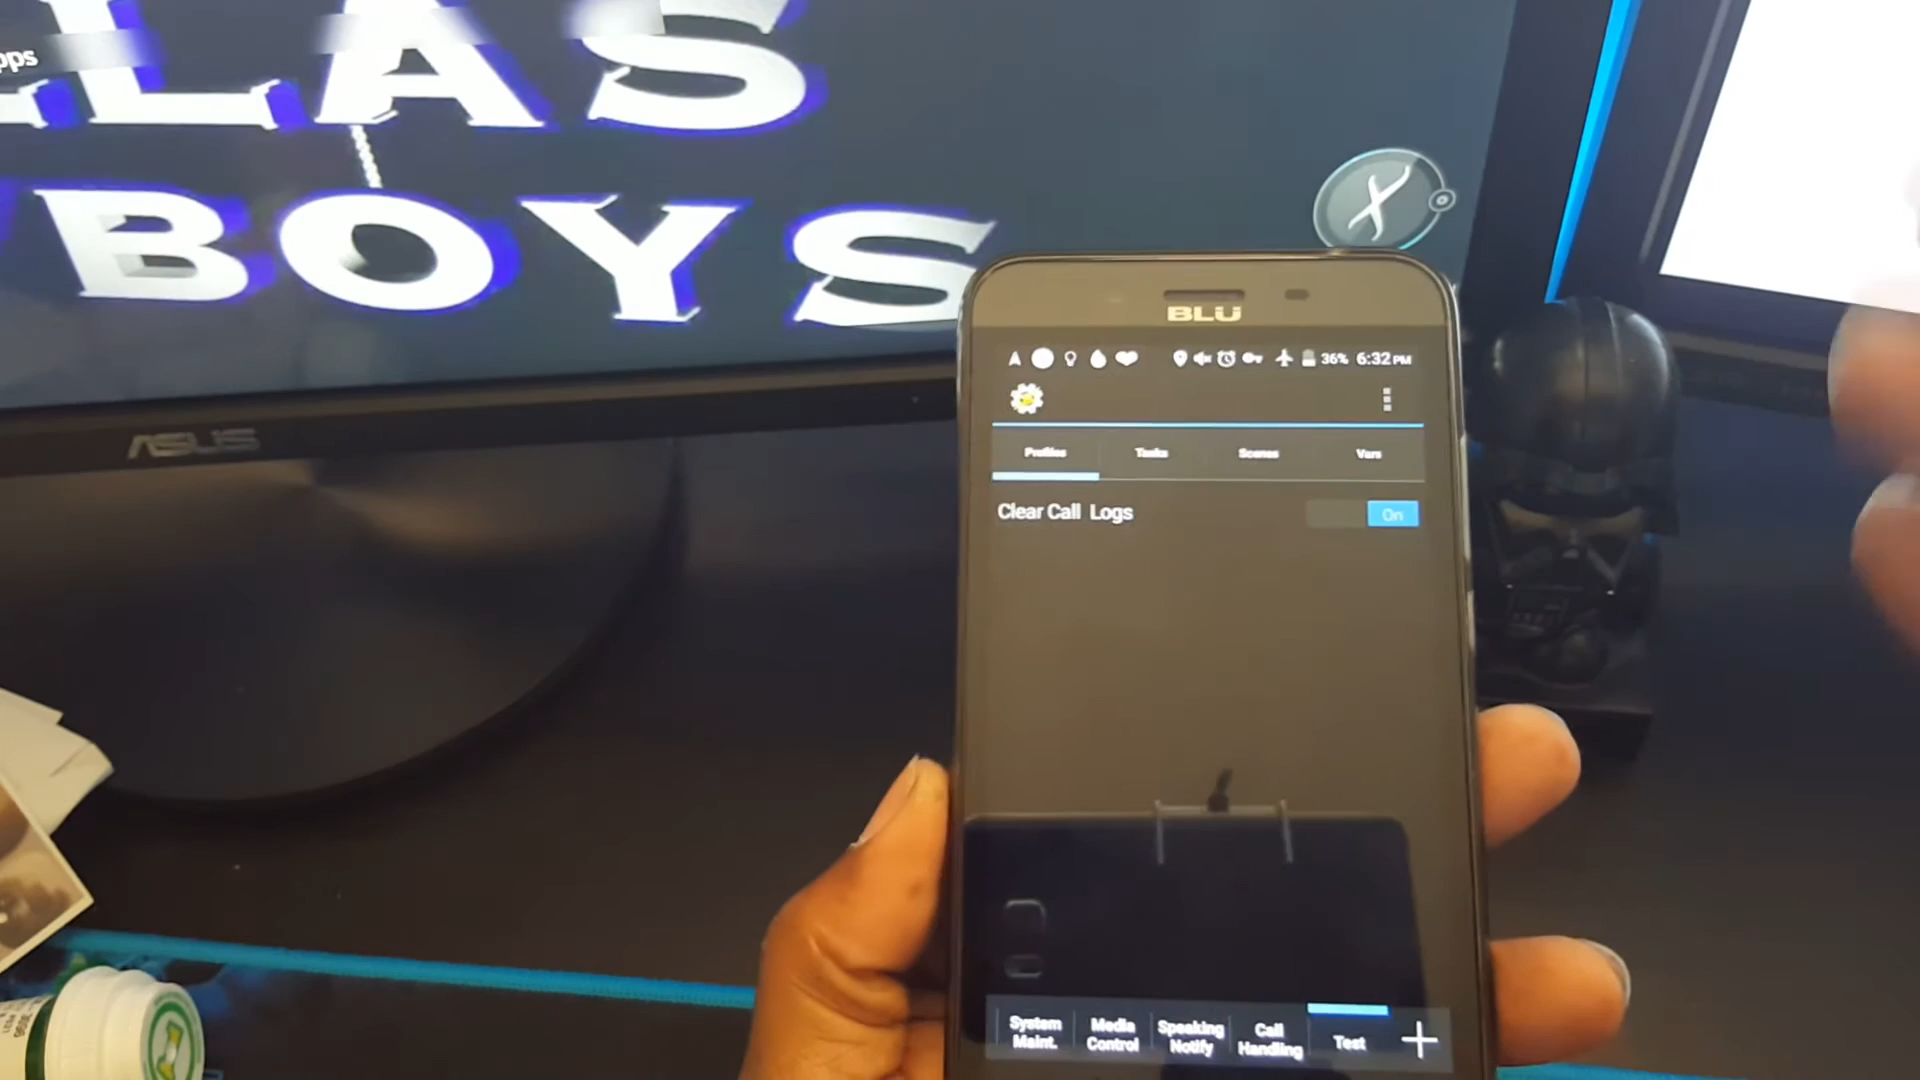 pps
LLAS
BOYS
X
ASUS
BLU
36% 6:32 PM
Profiles Tasks Scenes Vars
Clear Call Logs On
System Maint.
Media Control
Speaking Notify
Call Handling
Test
+